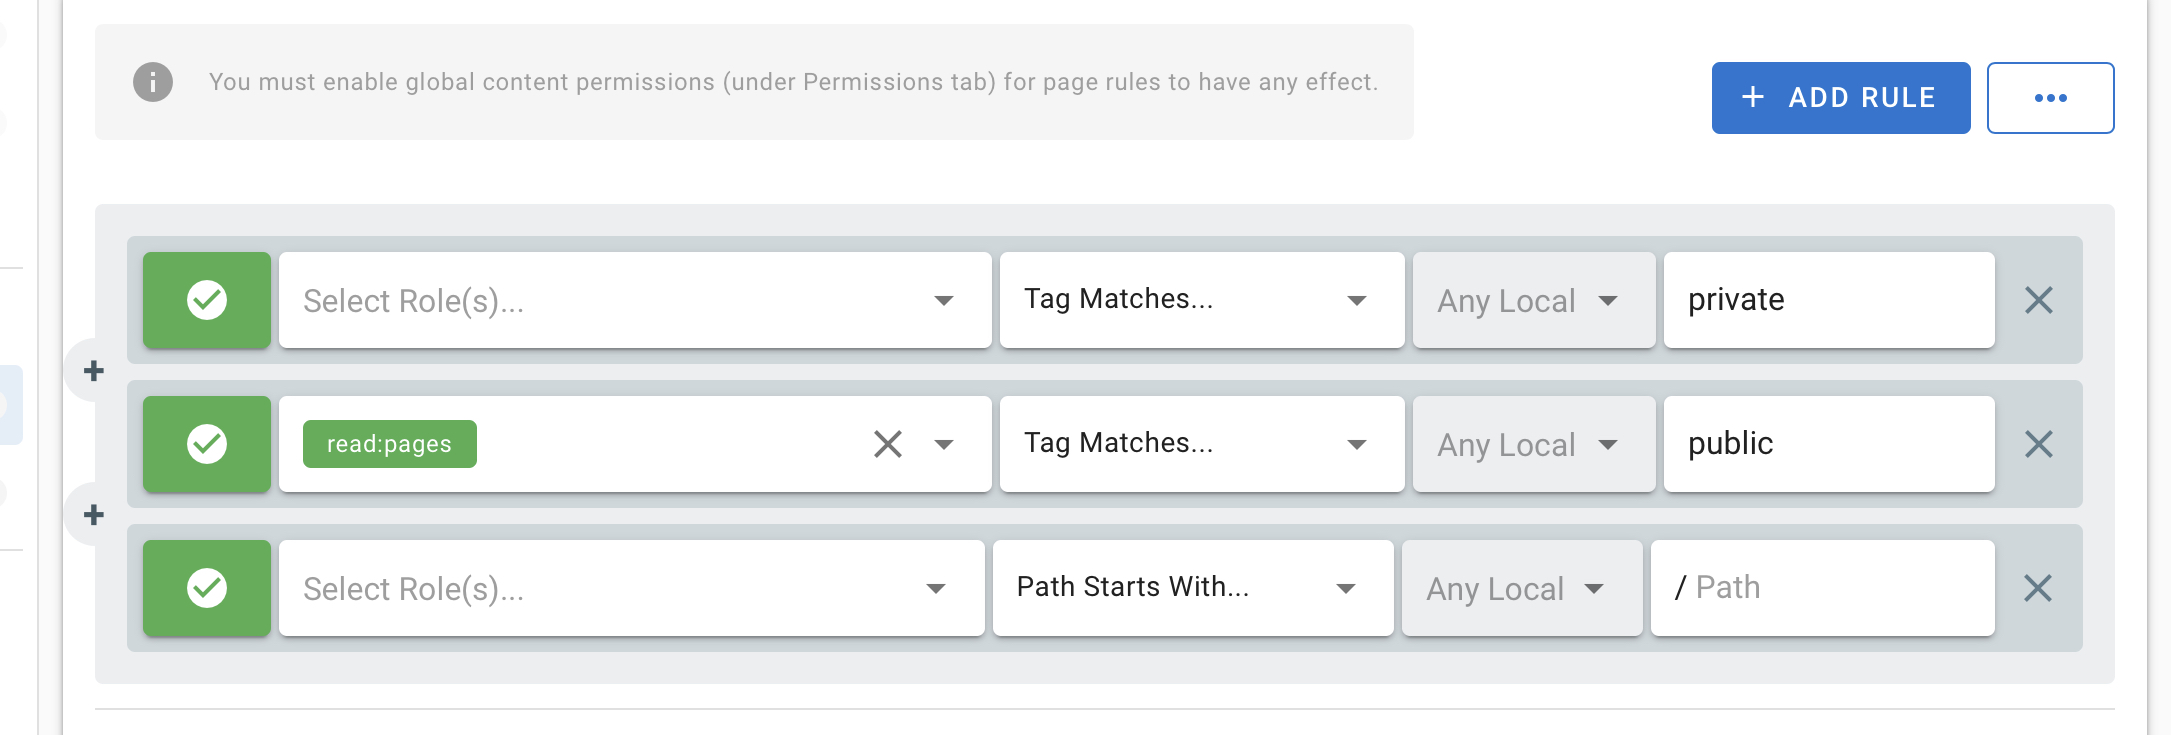 You must enable global content permissions (under Permissions tab) for page rules to have any effect.
+ ADD RULE
Select Role(s)... Tag Matches... Any Local private
read:pages Tag Matches... Any Local public
Select Role(s)... Path Starts With... Any Local / Path